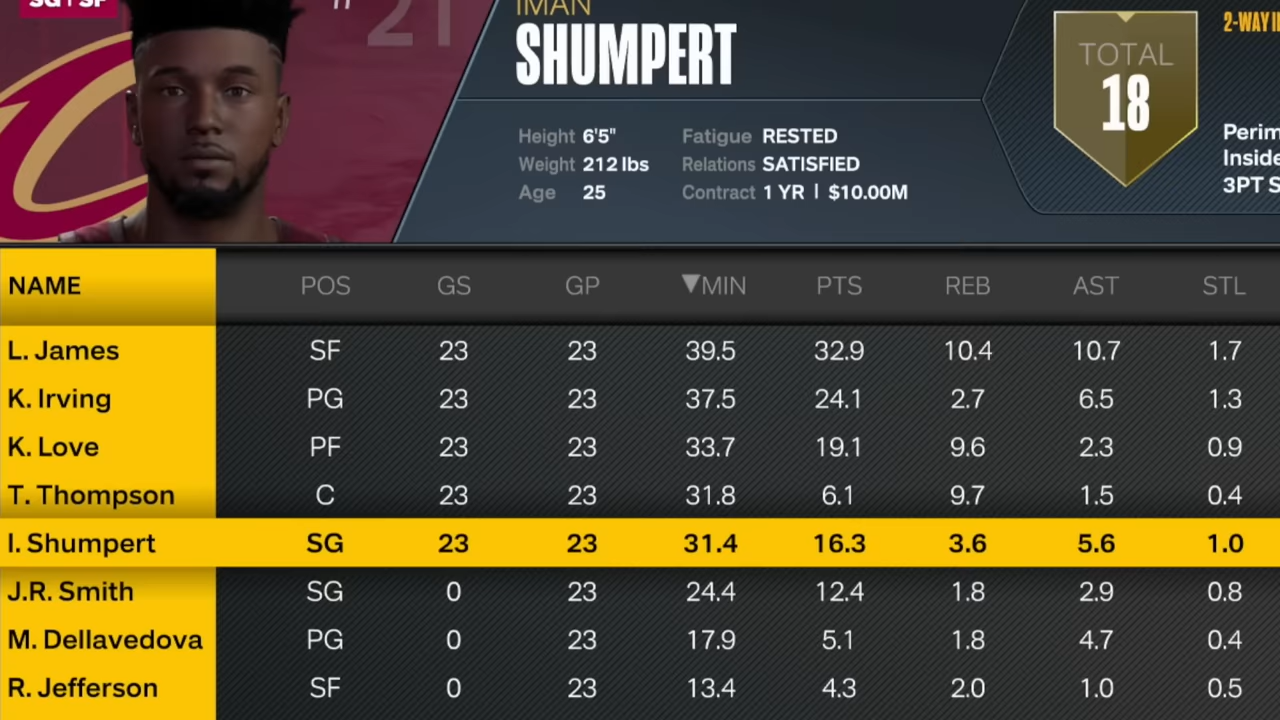 SG | SF
21
IMAN
SHUMPERT
Height 6'5"
Weight 212 lbs
Age 25
Fatigue RESTED
Relations SATISFIED
Contract 1 YR | $10.00M
TOTAL
18
2-WAY
Inside
NAME POS GS GP ▼MIN PTS REB AST STL
L. James SF 23 23 39.5 32.9 10.4 10.7 1.7
K. Irving PG 23 23 37.5 24.1 2.7 6.5 1.3
K. Love PF 23 23 33.7 19.1 9.6 2.3 0.9
T. Thompson C 23 23 31.8 6.1 9.7 1.5 0.4
I. Shumpert SG 23 23 31.4 16.3 3.6 5.6 1.0
J.R. Smith SG 0 23 24.4 12.4 1.8 2.9 0.8
M. Dellavedova PG 0 23 17.9 5.1 1.8 4.7 0.4
R. Jefferson SF 0 23 13.4 4.3 2.0 1.0 0.5